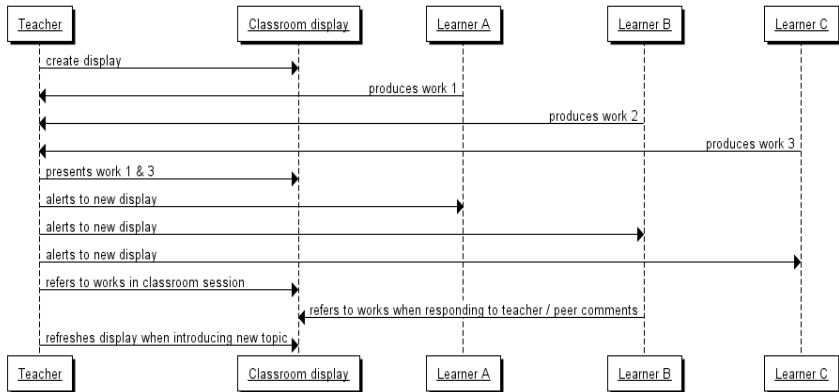 Teacher Classroom display Learner A Learner B Learner C
create display
produces work 1
produces work 2
produces work 3
presents work 1 & 3
alerts to new display
alerts to new display
alerts to new display
refers to works in classroom session
refers to works when responding to teacher / peer comments
refreshes display when introducing new topic
Teacher Classroom display Learner A Learner B Learner C